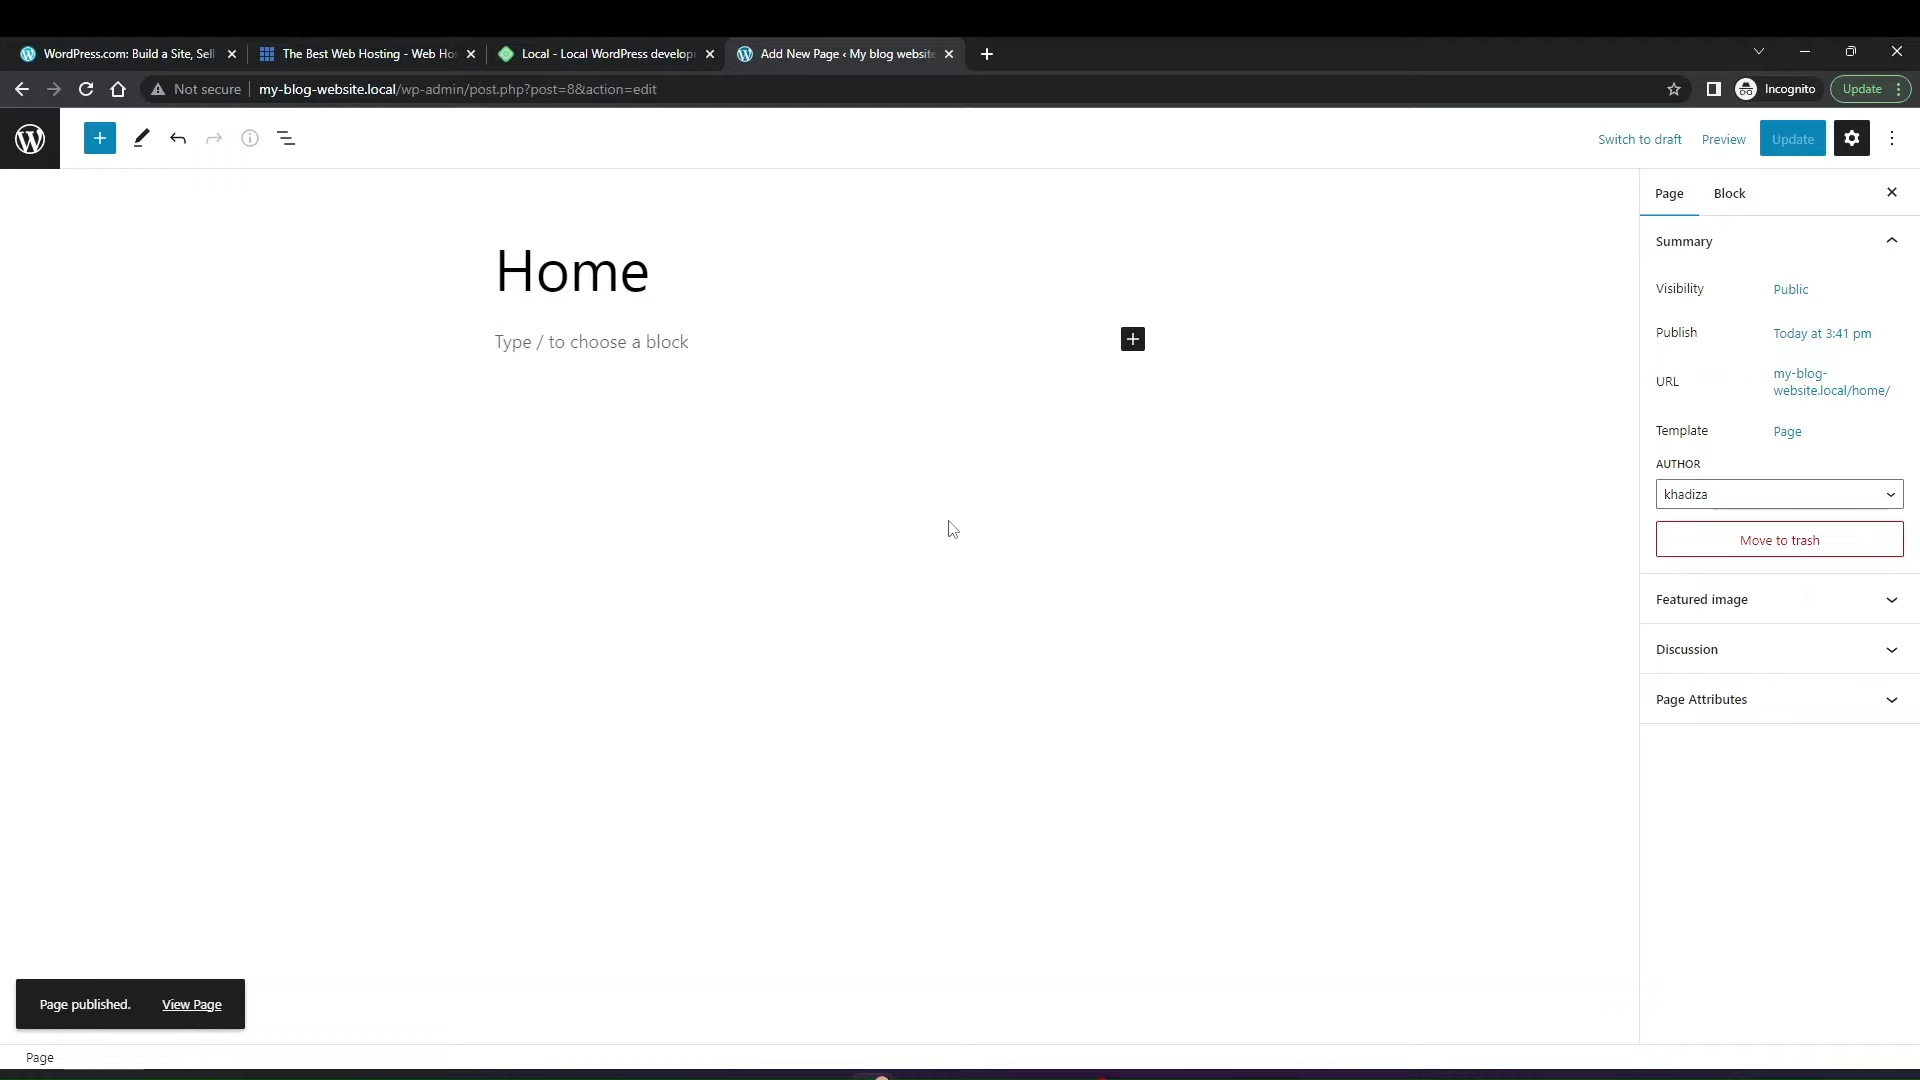 WordPress.com: Build a Site, Sell
The Best Web Hosting - Web Hos
Local - Local WordPress develop
Add New Page ‹ My blog website
Not secure
my-blog-website.local/wp-admin/post.php?post=8&action=edit
Incognito
Update
Switch to draft
Preview
Update
Page
Block
Summary
Home
Visibility
Public
Type / to choose a block
Publish
Today at 3:41 pm
URL
my-blog-
website.local/home/
Template
Page
AUTHOR
khadiza
Move to trash
Featured image
Discussion
Page Attributes
Page published.
View Page
Page